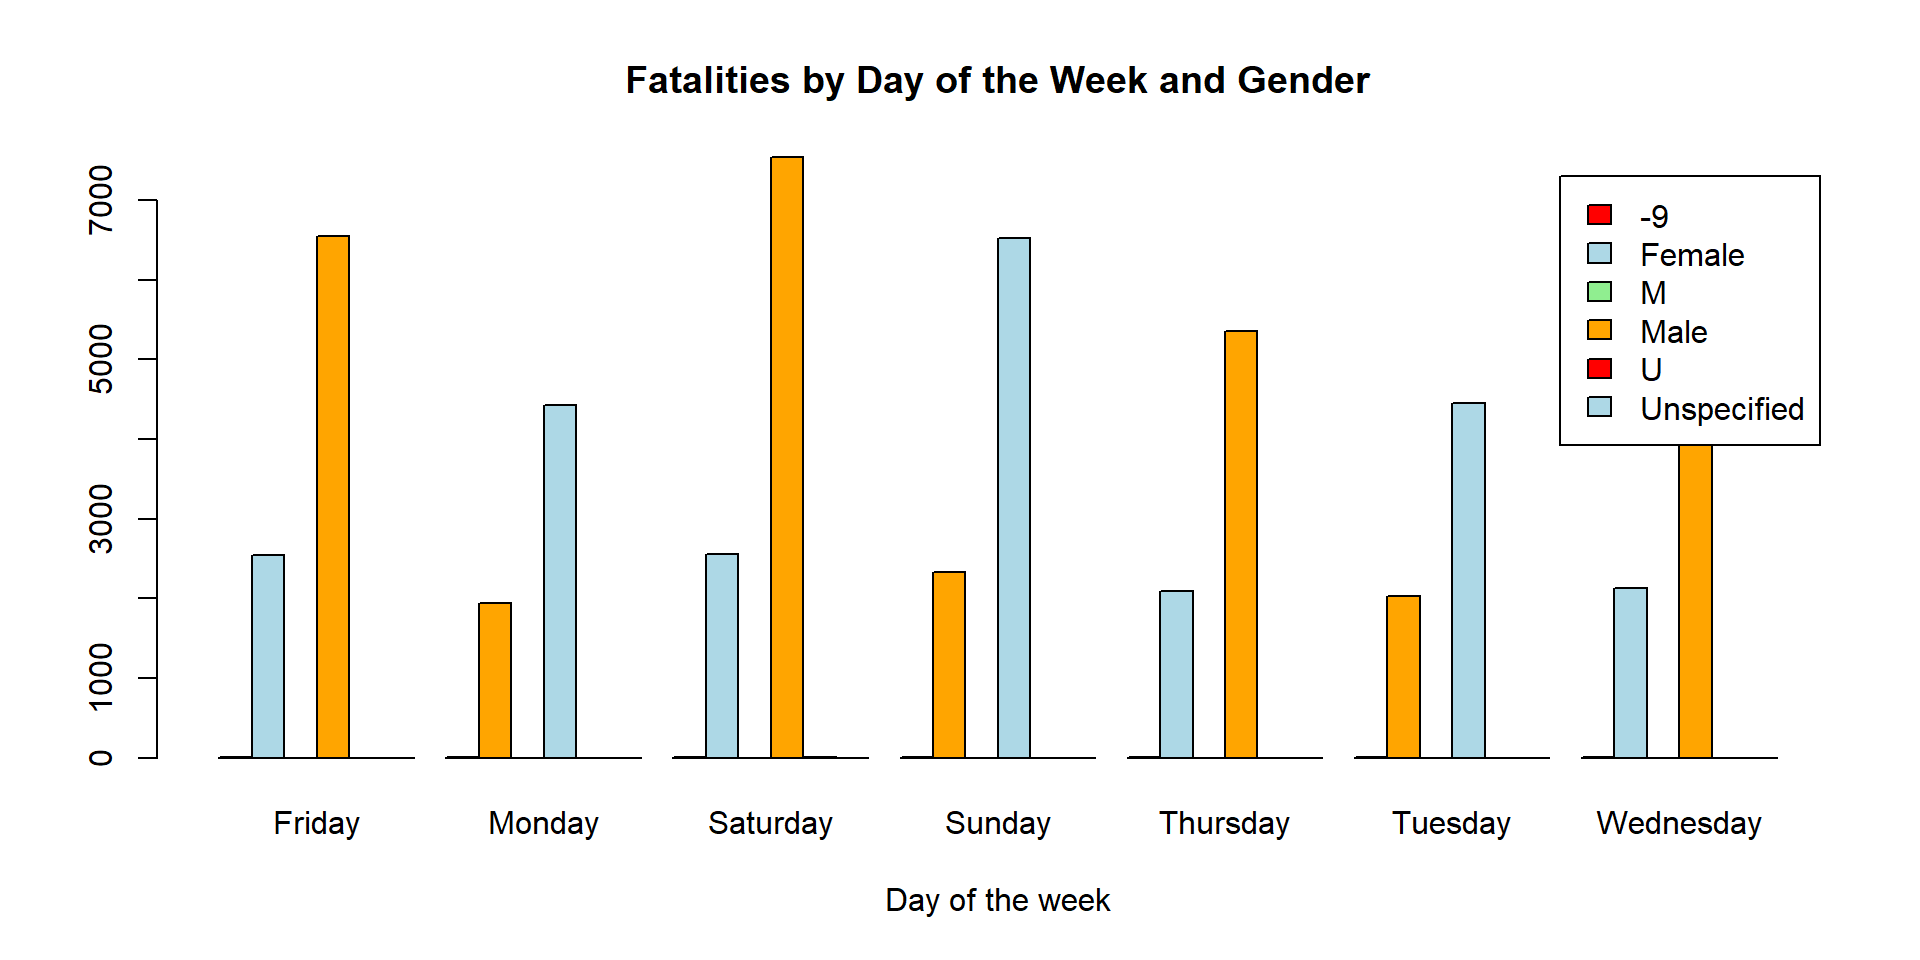 Fatalities by Day of the Week and Gender
7000
5000
3000
1000
0
-9
Female
M
Male
U
Unspecified
Friday Monday Saturday Sunday Thursday Tuesday Wednesday
Day of the week